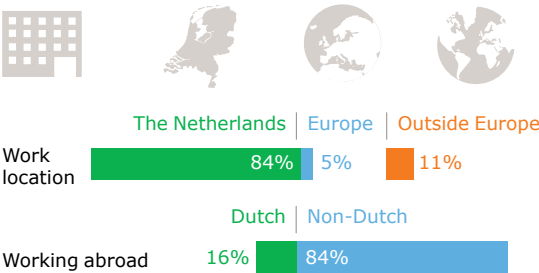 The Netherlands Europe Outside Europe
Work
location
84% 5% 11%
Dutch Non-Dutch
Working abroad 16% 84%